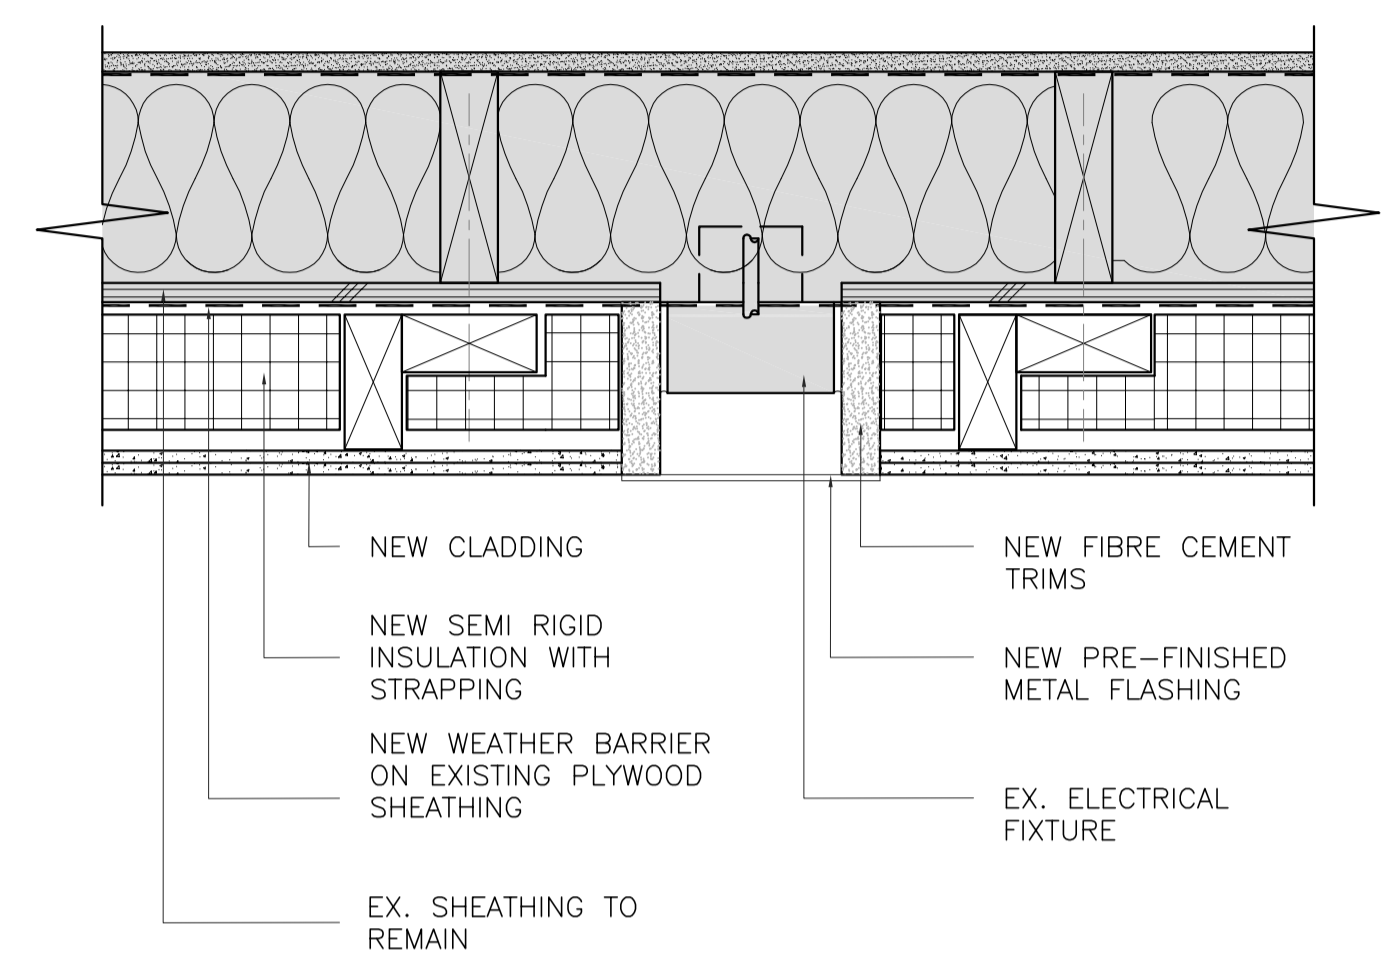 NEW CLADDING
NEW SEMI RIGID
INSULATION WITH
STRAPPING
NEW WEATHER BARRIER
ON EXISTING PLYWOOD
SHEATHING
EX. SHEATHING TO
REMAIN
NEW FIBRE CEMENT
TRIMS
NEW PRE–FINISHED
METAL FLASHING
EX. ELECTRICAL
FIXTURE